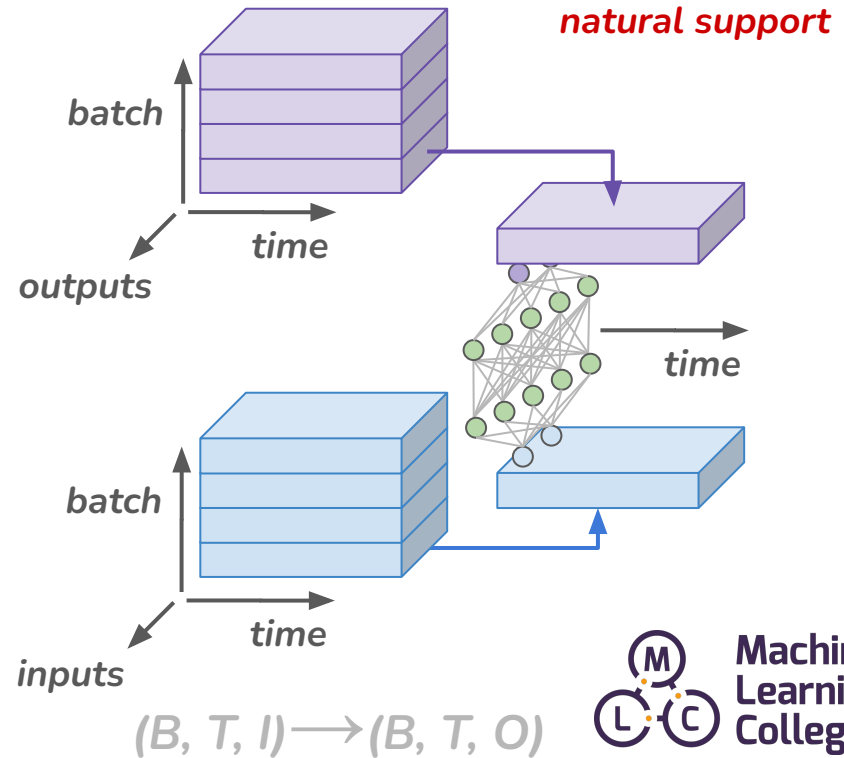 natural support
batch
time
outputs
time
batch
time
inputs
(B, T, I) → (B, T, O)
M
L C